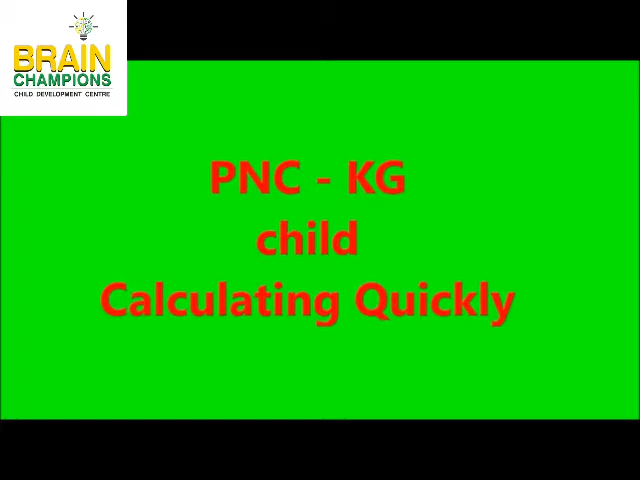 BRAIN
CHAMPIONS
CHILD DEVELOPMENT CENTRE
PNC - KG
child
Calculating Quickly